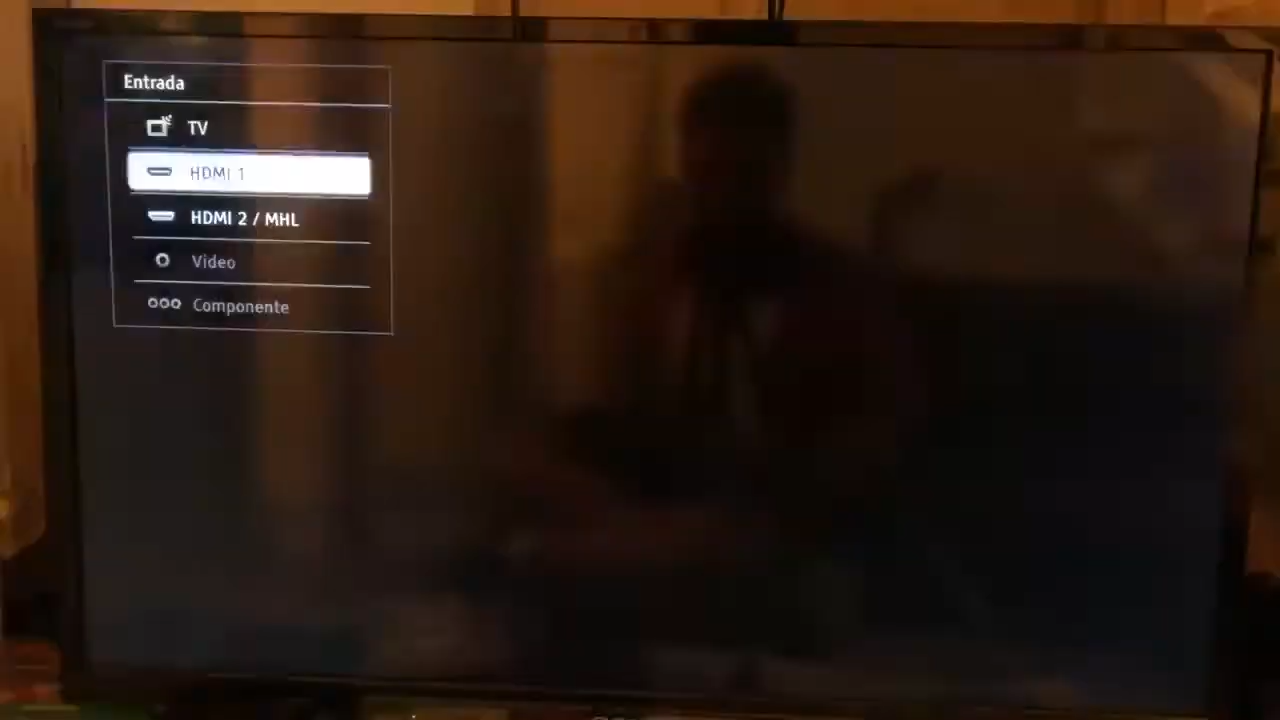 Entrada
TV
HDMI 1
HDMI 2 / MHL
Video
Componente